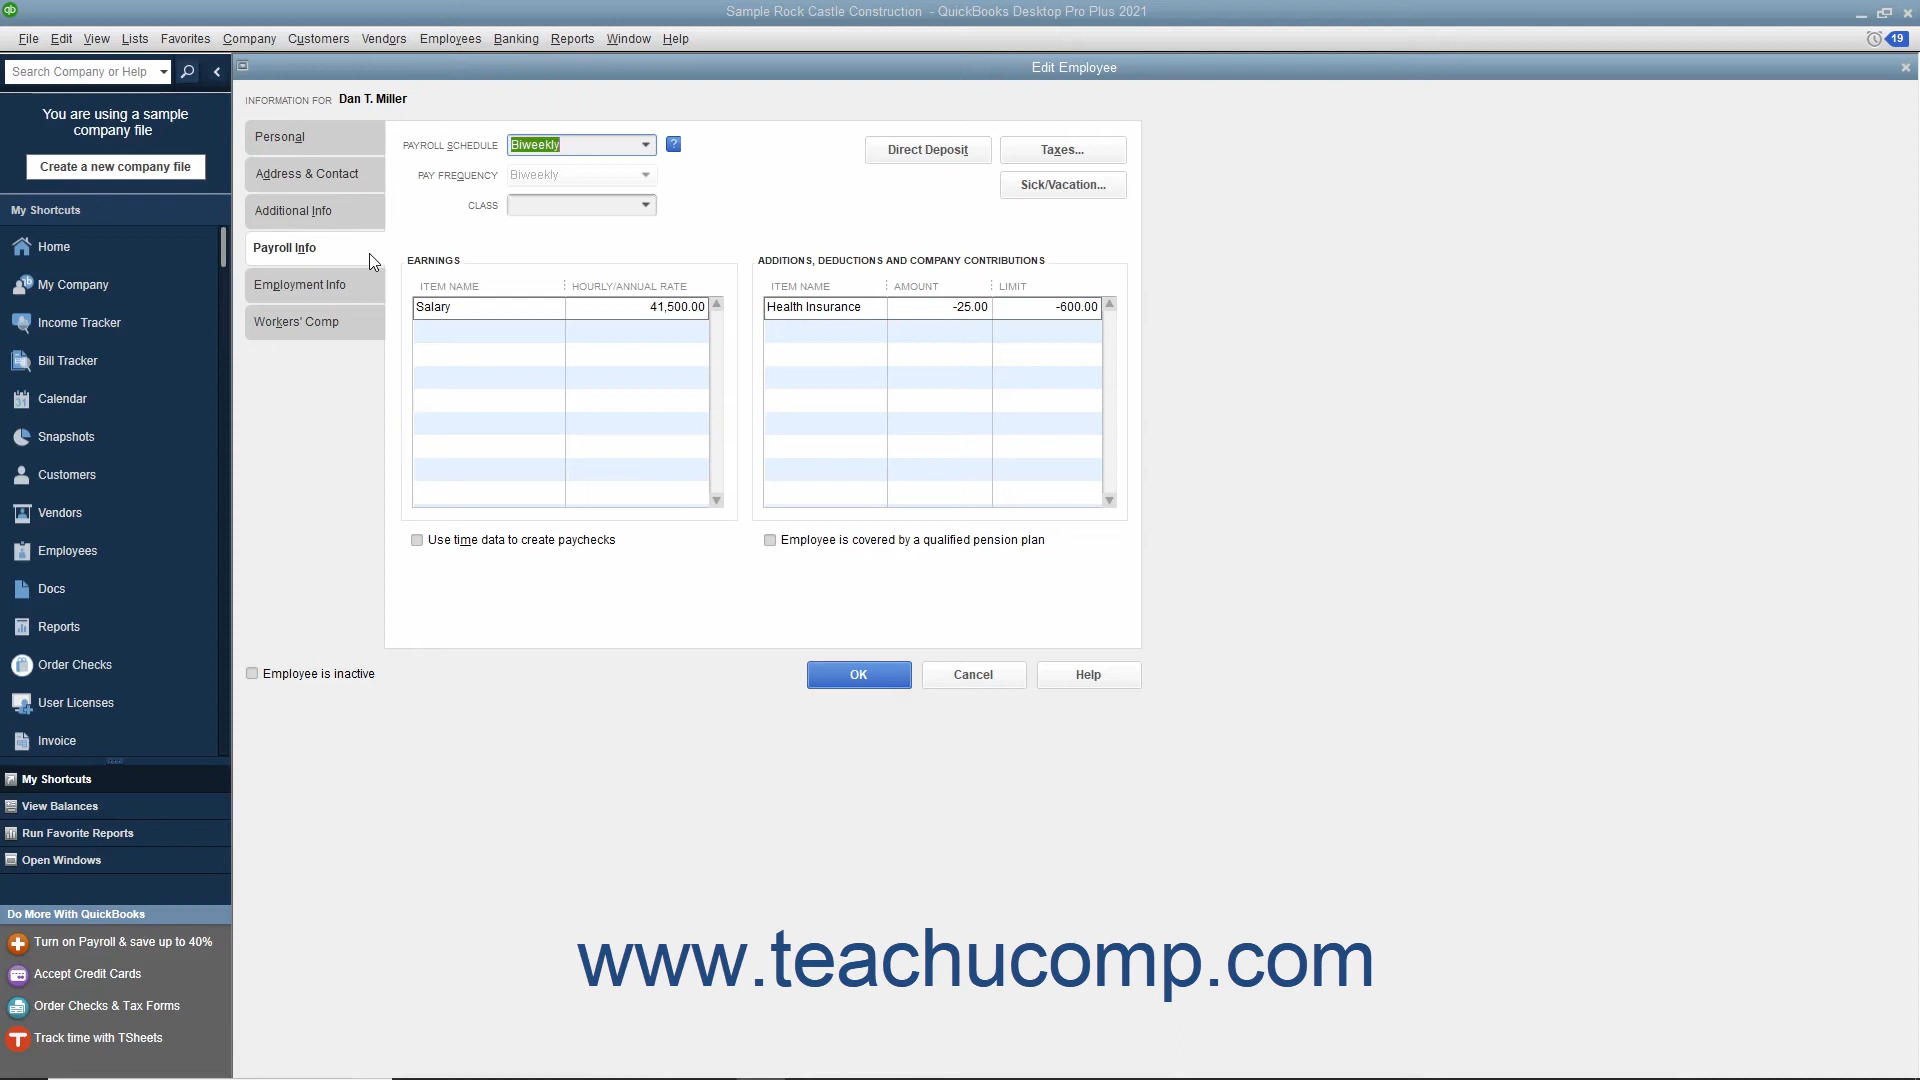 Sample Rock Castle Construction - QuickBooks Desktop Pro Plus 2021
File Edit View Lists Favorites Company Customers Vendors Employees Banking Reports Window Help
19
Search Company or Help
You are using a sample
company file
Create a new company file
My Shortcuts
Home
My Company
Income Tracker
Bill Tracker
Calendar
Snapshots
Customers
Vendors
Employees
Docs
Reports
Order Checks
User Licenses
Invoice
My Shortcuts
View Balances
Run Favorite Reports
Open Windows
Do More With QuickBooks
Turn on Payroll & save up to 40%
Accept Credit Cards
Order Checks & Tax Forms
Track time with TSheets
Edit Employee
INFORMATION FOR Dan T. Miller
Personal
Address & Contact
Additional Info
Payroll Info
Employment Info
Workers' Comp
PAYROLL SCHEDULE Biweekly ?
PAY FREQUENCY Biweekly
CLASS
Direct Deposit Taxes...
Sick/Vacation...
EARNINGS
ITEM NAME HOURLY/ANNUAL RATE
Salary 41,500.00
Use time data to create paychecks
ADDITIONS, DEDUCTIONS AND COMPANY CONTRIBUTIONS
ITEM NAME AMOUNT LIMIT
Health Insurance -25.00 -600.00
Employee is covered by a qualified pension plan
Employee is inactive
OK Cancel Help
www.teachucomp.com